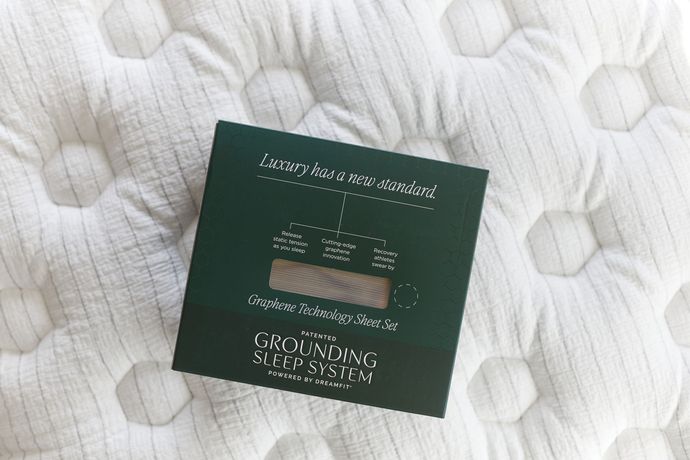 Luxury has a new standard.
Release
static tension
as you sleep
Cutting-edge
graphene
innovation
Recovery
athletes
swear by
Graphene Technology Sheet Set
PATENTED
GROUNDING
SLEEP SYSTEM
POWERED BY DREAMFIT®